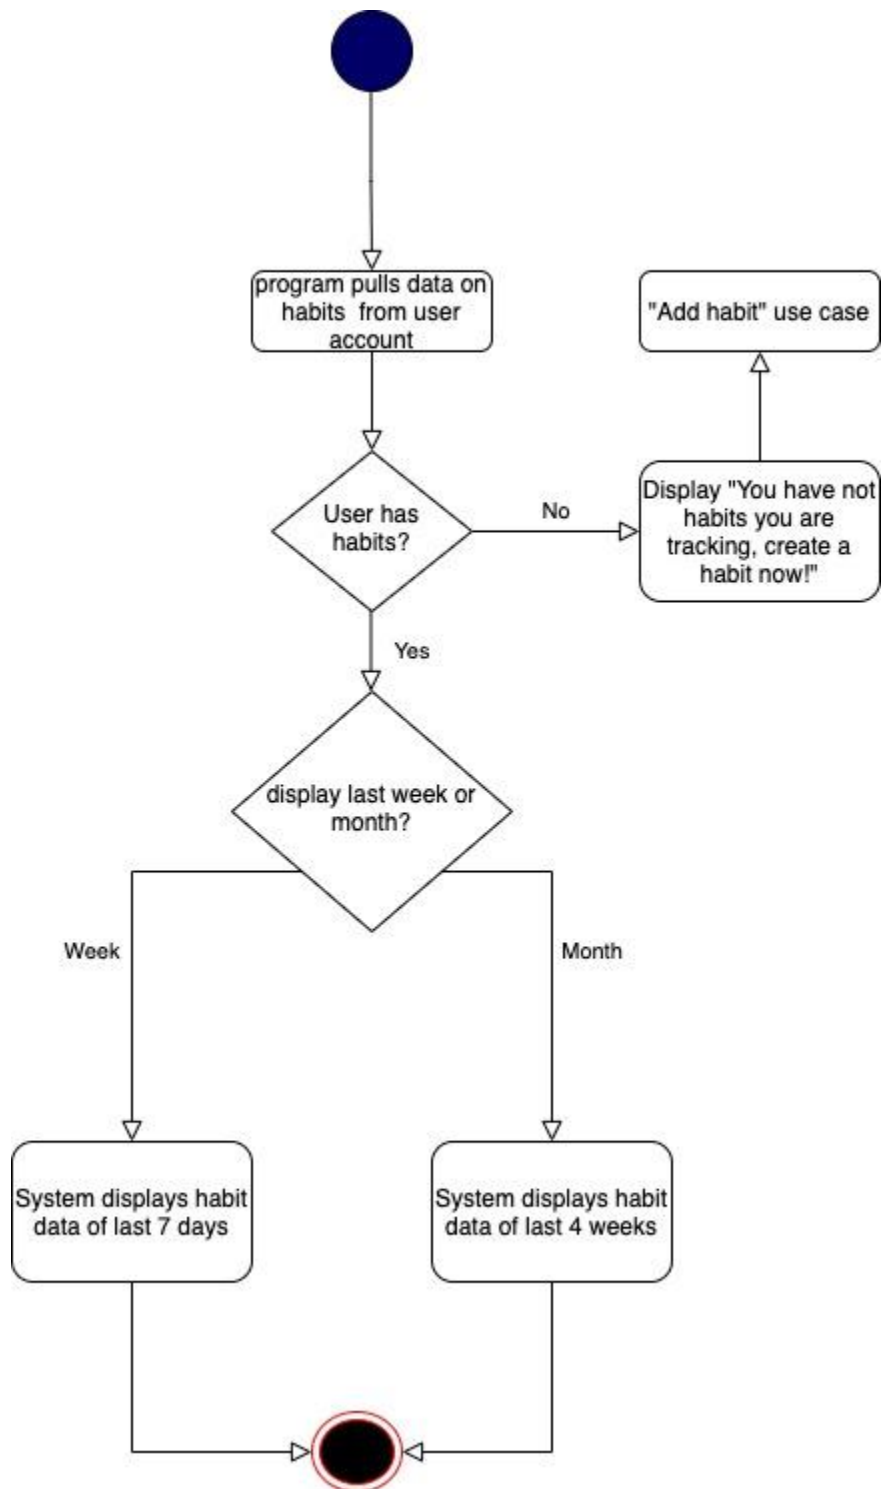 program pulls data on
habits from user
account
"Add habit" use case
User has
habits?
No
Display "You have not
habits you are
tracking, create a
habit now!"
Yes
display last week or
month?
Week
Month
System displays habit
data of last 7 days
System displays habit
data of last 4 weeks